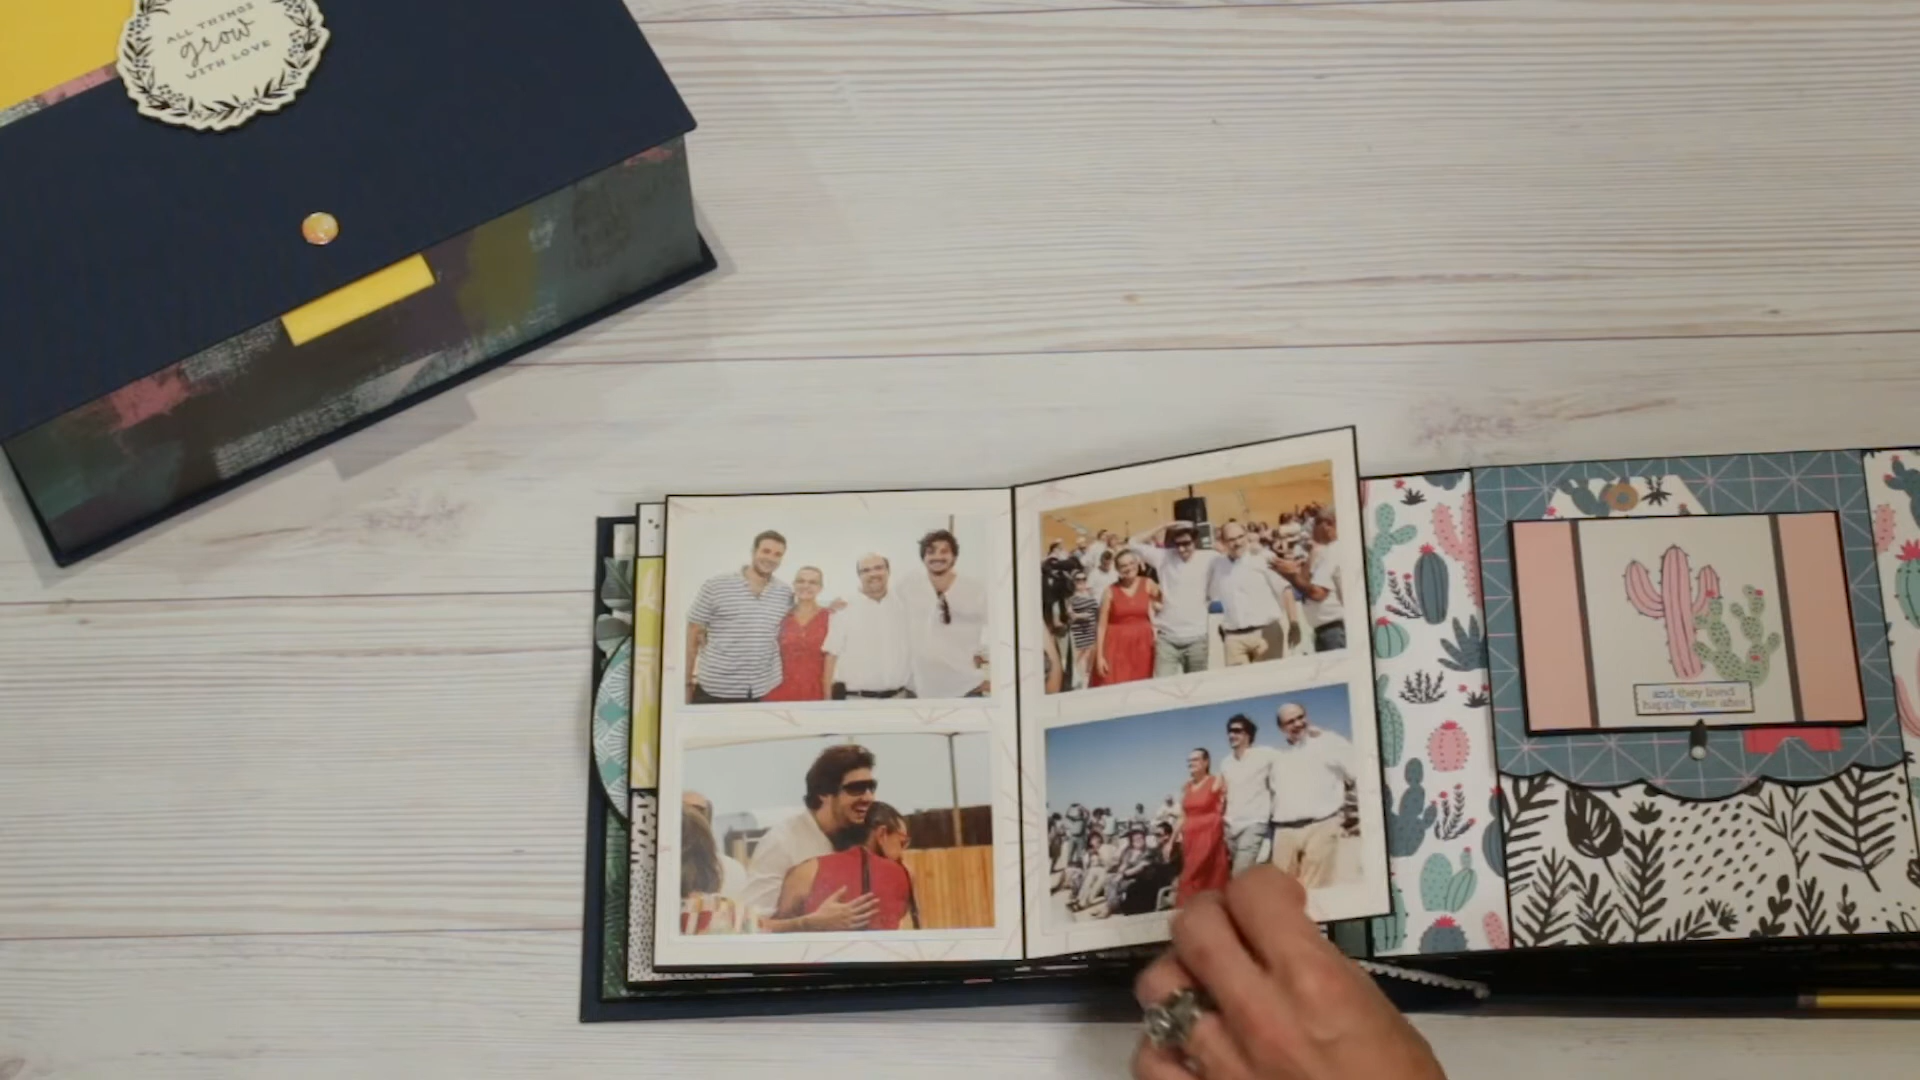 ALL THINGS
grow
WITH LOVE
and they lived
happily ever after